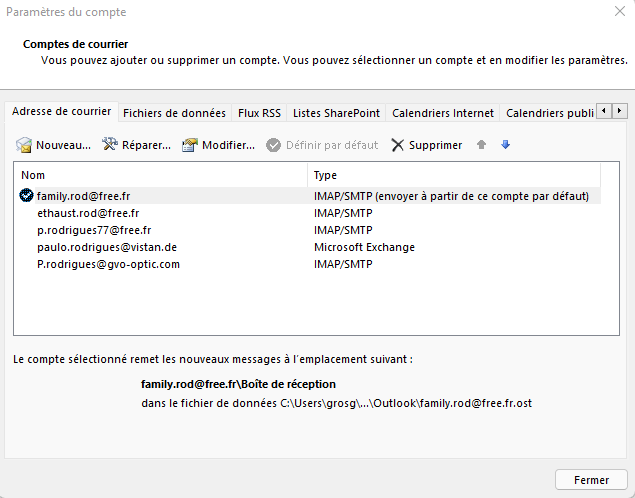 Paramètres du compte
Comptes de courrier
Vous pouvez ajouter ou supprimer un compte. Vous pouvez sélectionner un compte et en modifier les paramètres.
Adresse de courrier Fichiers de données Flux RSS Listes SharePoint Calendriers Internet Calendriers publi
Nouveau... Réparer... Modifier... Définir par défaut Supprimer
Nom Type
family.rod@free.fr IMAP/SMTP (envoyer à partir de ce compte par défaut)
ethaust.rod@free.fr IMAP/SMTP
p.rodrigues77@free.fr IMAP/SMTP
paulo.rodrigues@vistan.de Microsoft Exchange
P.rodrigues@gvo-optic.com IMAP/SMTP
Le compte sélectionné remet les nouveaux messages à l'emplacement suivant :
family.rod@free.fr\Boîte de réception
dans le fichier de données C:\Users\grosg\...\Outlook\family.rod@free.fr.ost
Fermer